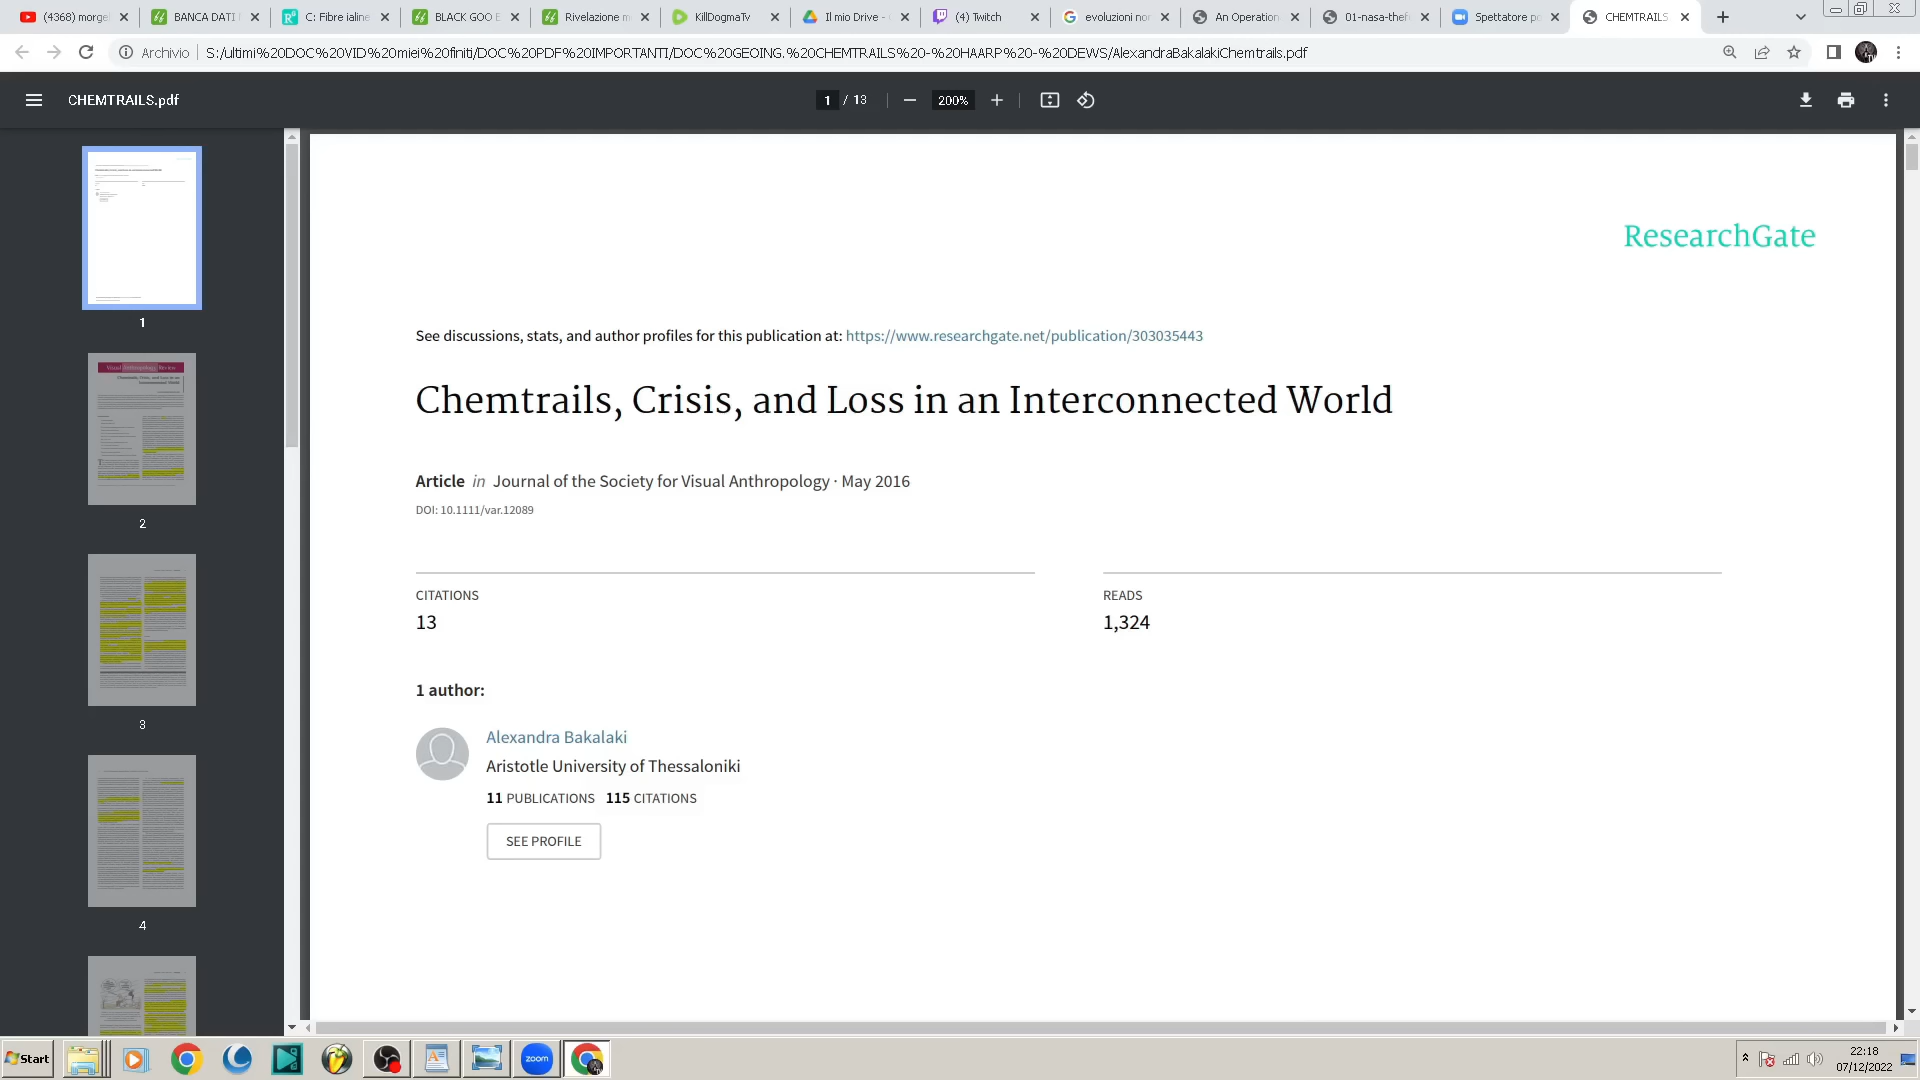 (4368) morge
BANCA DATI
C: Fibre ialine
BLACK GOO E
Rivelazione m
KillDogmaTv
Il mio Drive -
(4) Twitch
evoluzioni nor
An Operation
01-nasa-thef
Spettatore po
CHEMTRAILS
Archivio
S:/ultimi%20DOC%20VID%20miei%20finiti/DOC%20PDF%20IMPORTANTI/DOC%20GEOING.%20CHEMTRAILS%20-%20HAARP%20-%20DEWS/AlexandraBakalakiChemtrails.pdf
CHEMTRAILS.pdf
1 / 13
200%
1
2
3
4
ResearchGate
See discussions, stats, and author profiles for this publication at: https://www.researchgate.net/publication/303035443
Chemtrails, Crisis, and Loss in an Interconnected World
Article in Journal of the Society for Visual Anthropology · May 2016
DOI: 10.1111/var.12089
CITATIONS
13
READS
1,324
1 author:
Alexandra Bakalaki
Aristotle University of Thessaloniki
11 PUBLICATIONS 115 CITATIONS
SEE PROFILE
Start
zoom
22:18
07/12/2022